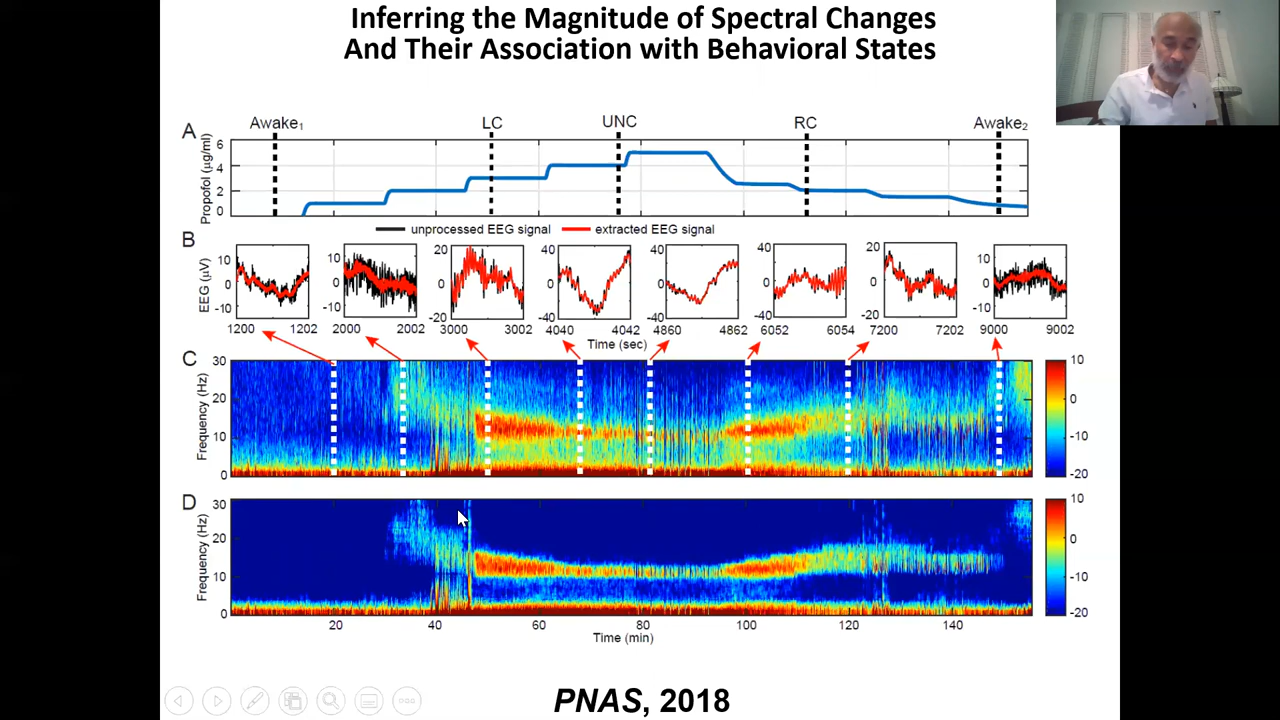 Inferring the Magnitude of Spectral Changes
And Their Association with Behavioral States
A
Awake₁ LC UNC RC Awake₂
Propofol (µg/ml)
6
4
2
0
B
unprocessed EEG signal extracted EEG signal
EEG (µV)
10 10 20 40 40 40 20 10
0 0 0 0 0 0 0 0
-10 -10 -20 -40 -40 -40 -20 -10
1200 1202 2000 2002 3000 3002 4040 4042 4860 4862 6052 6054 7200 7202 9000 9002
Time (sec)
C
Frequency (Hz)
30
20
10
0
10
0
-10
-20
D
Frequency (Hz)
30
20
10
0
10
0
-10
-20
20 40 60 80 100 120 140
Time (min)
PNAS, 2018